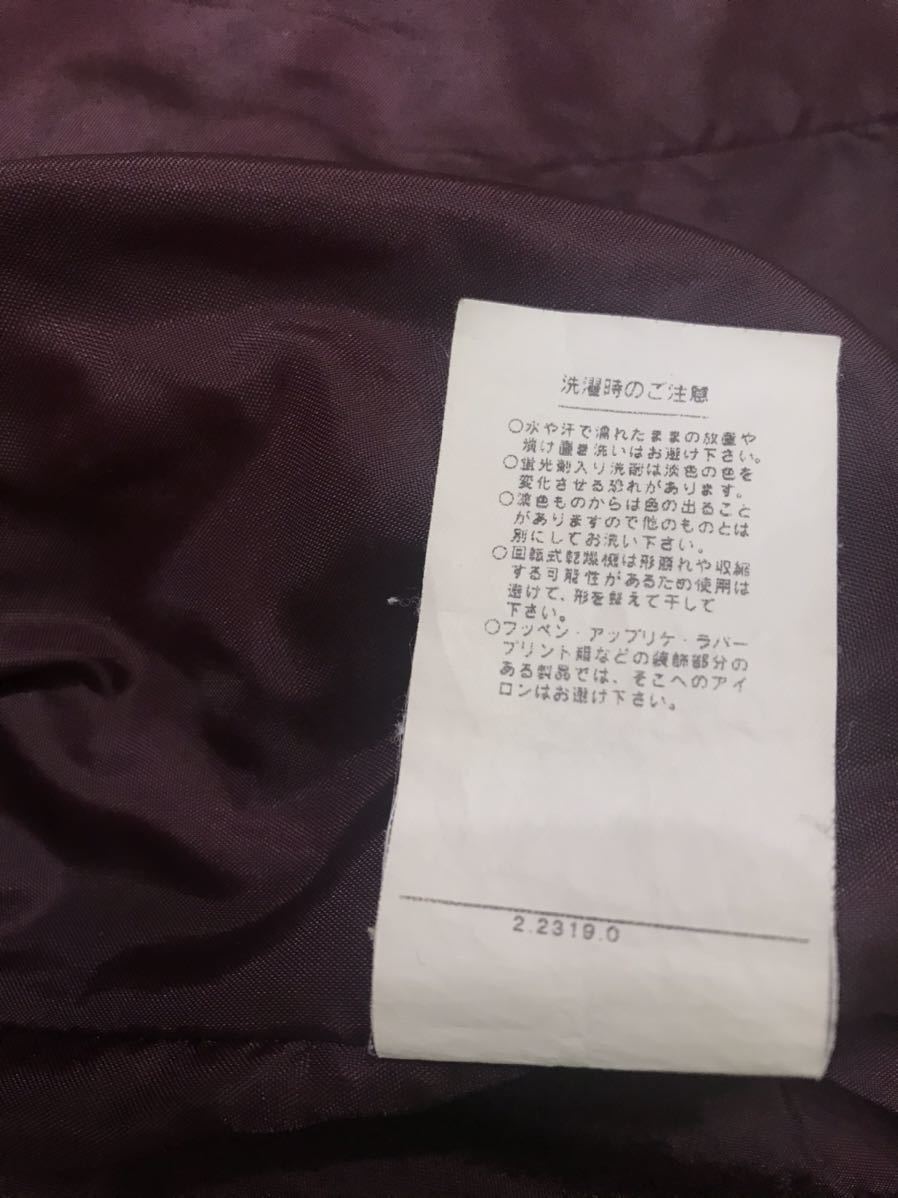 洗濯時のご注意
○水や汗で濡れたままの放置や
漬け置き洗いはお避け下さい。
○蛍光剤入り洗剤は淡色の色を
変化させる恐れがあります。
○濃色ものからは色の出ること
がありますので他のものとは
別にしてお洗い下さい。
○回転式乾燥機は形崩れや収縮
する可能性があるため使用は
避けて、形を整えて干して
下さい。
○ワッペン・アップリケ・ラバー
プリント類などの装飾部分の
ある製品では、そこへのアイ
ロンはお避け下さい。
2.2319.0